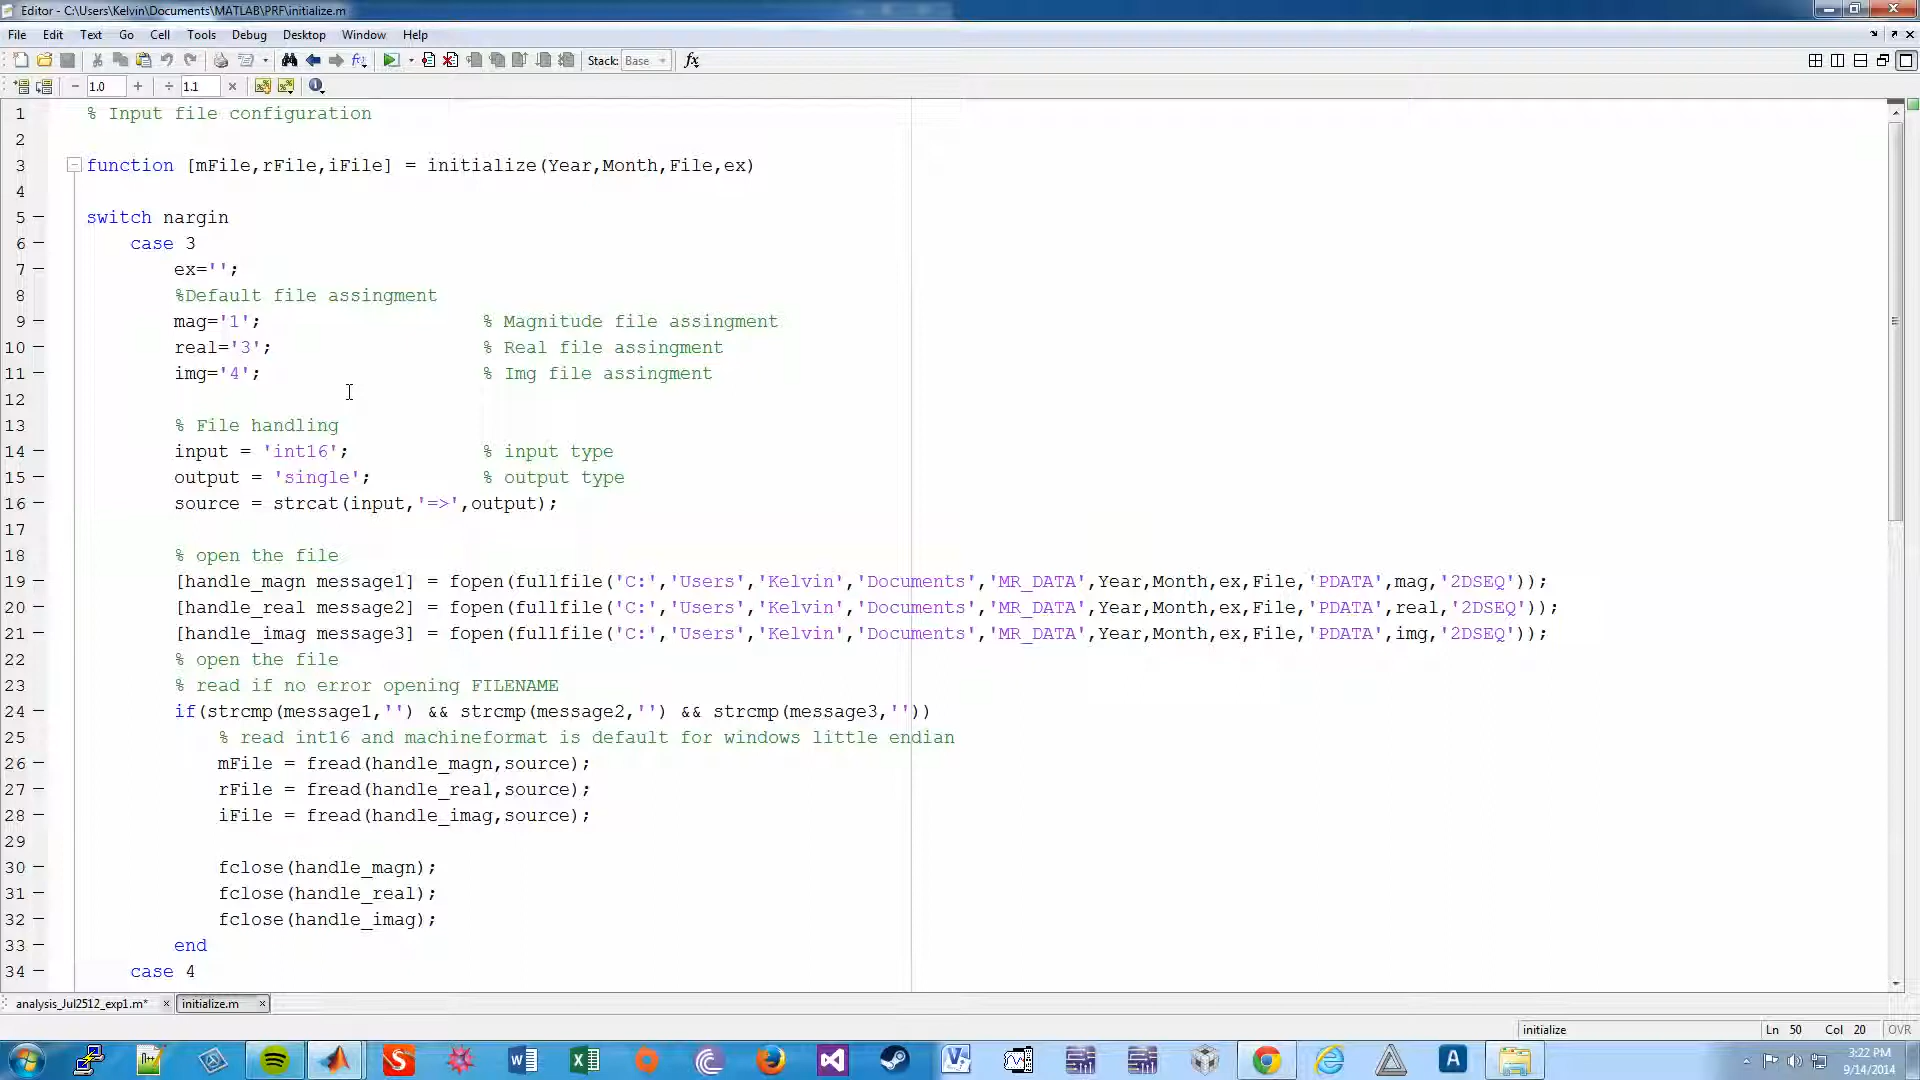 Editor - C:\Users\Kelvin\Documents\MATLAB\PRF\initialize.m
File Edit Text Go Cell Tools Debug Desktop Window Help
Stack: Base fx
− 1.0 + ÷ 1.1 ×
1 % Input file configuration
2
3 function [mFile,rFile,iFile] = initialize(Year,Month,File,ex)
4
5 − switch nargin
6 − case 3
7 − ex='';
8 %Default file assingment
9 − mag='1'; % Magnitude file assingment
10 − real='3'; % Real file assingment
11 − img='4'; % Img file assingment
12
13 % File handling
14 − input = 'int16'; % input type
15 − output = 'single'; % output type
16 − source = strcat(input,'=>',output);
17
18 % open the file
19 − [handle_magn message1] = fopen(fullfile('C:','Users','Kelvin','Documents','MR_DATA',Year,Month,ex,File,'PDATA',mag,'2DSEQ'));
20 − [handle_real message2] = fopen(fullfile('C:','Users','Kelvin','Documents','MR_DATA',Year,Month,ex,File,'PDATA',real,'2DSEQ'));
21 − [handle_imag message3] = fopen(fullfile('C:','Users','Kelvin','Documents','MR_DATA',Year,Month,ex,File,'PDATA',img,'2DSEQ'));
22 % open the file
23 % read if no error opening FILENAME
24 − if(strcmp(message1,'') && strcmp(message2,'') && strcmp(message3,''))
25 % read int16 and machineformat is default for windows little endian
26 − mFile = fread(handle_magn,source);
27 − rFile = fread(handle_real,source);
28 − iFile = fread(handle_imag,source);
29
30 − fclose(handle_magn);
31 − fclose(handle_real);
32 − fclose(handle_imag);
33 − end
34 − case 4
analysis_Jul2512_exp1.m* × initialize.m ×
initialize Ln 50 Col 20 OVR
3:22 PM
9/14/2014